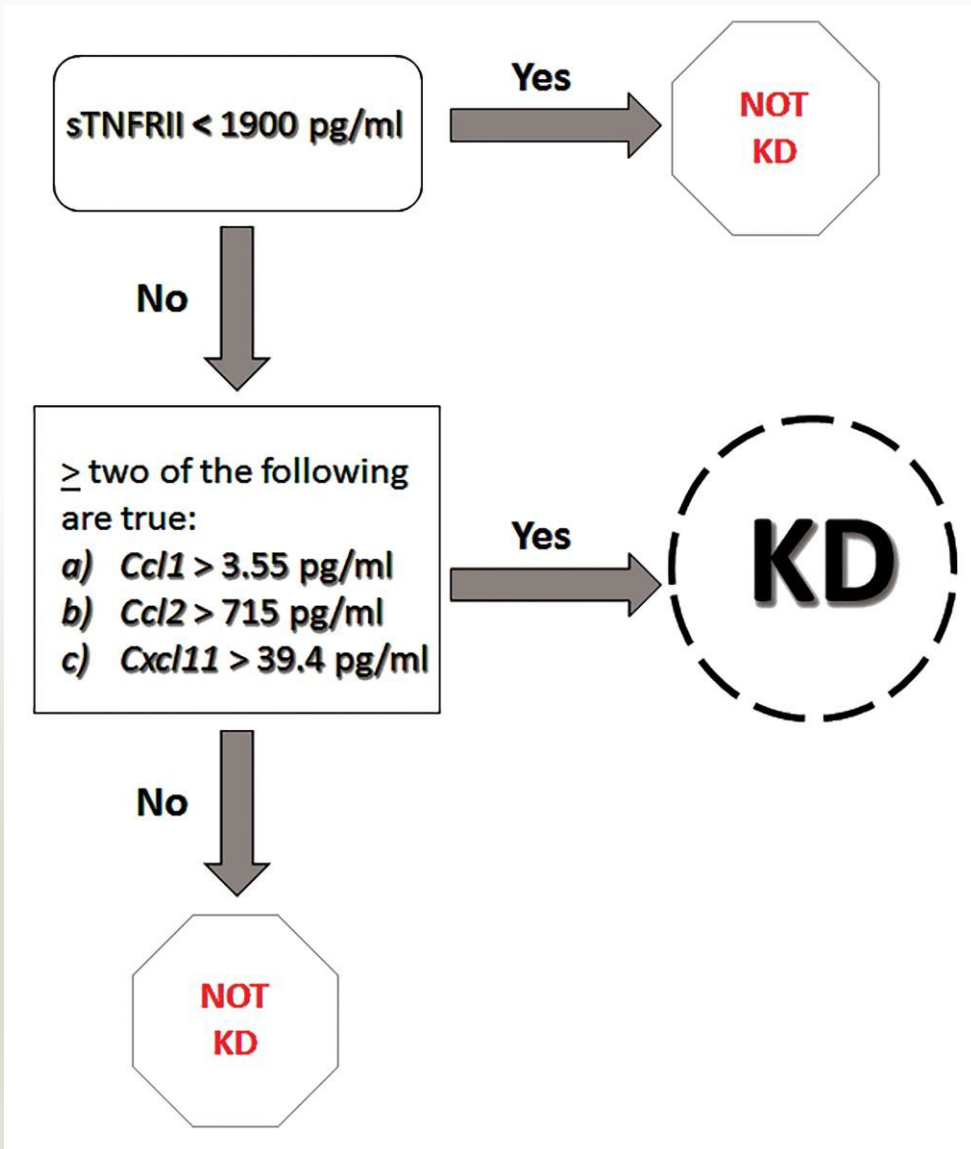 sTNFRII < 1900 pg/ml
Yes
NOT
KD
No
≥ two of the following
are true:
a) Ccl1 > 3.55 pg/ml
b) Ccl2 > 715 pg/ml
c) Cxcl11 > 39.4 pg/ml
Yes
KD
No
NOT
KD